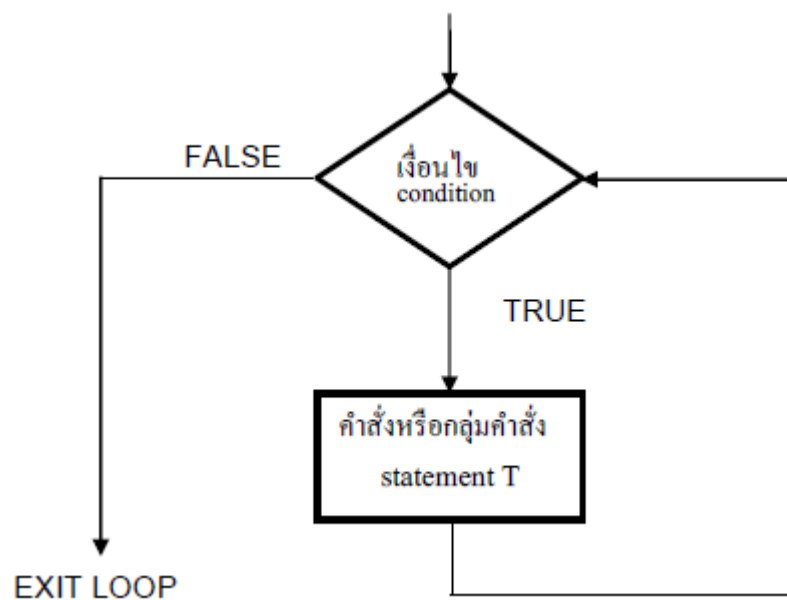 FALSE
เงื่อนไข
condition
TRUE
คำสั่งหรือกลุ่มคำสั่ง
statement T
EXIT LOOP